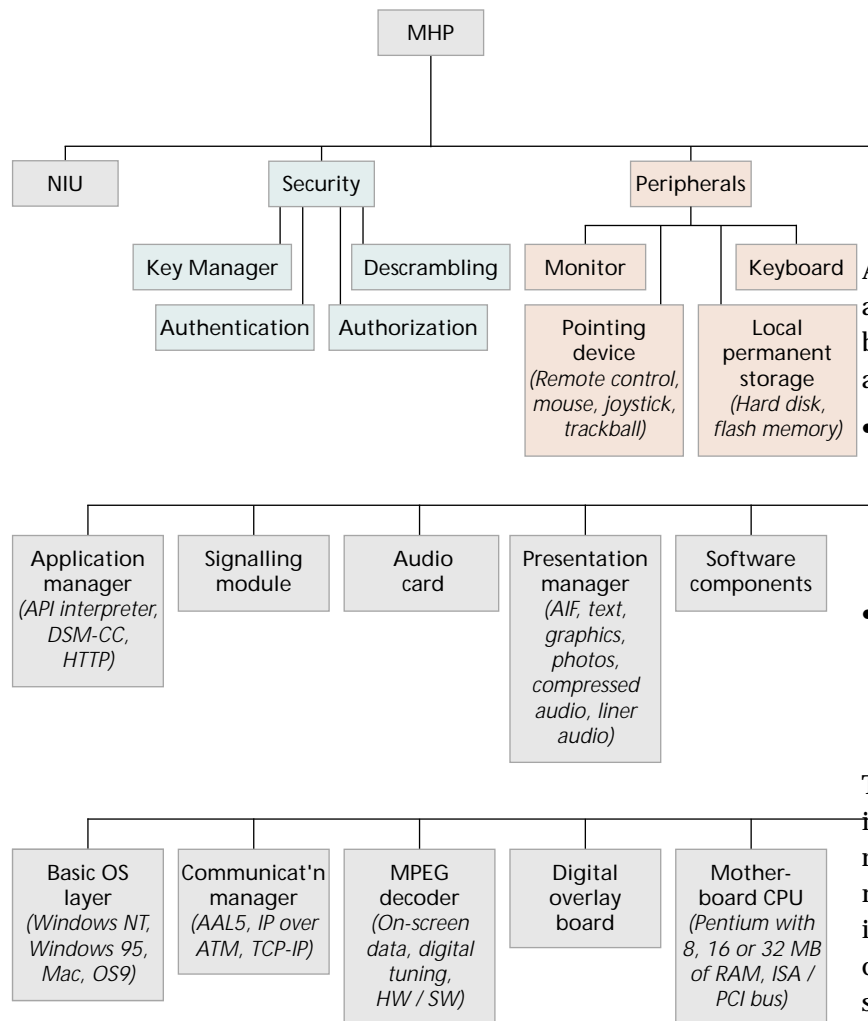 MHP
NIU
Security
Peripherals
Key Manager
Descrambling
Monitor
Keyboard
Authentication
Authorization
Pointing
device
(Remote control,
mouse, joystick,
trackball)
Local
permanent
storage
(Hard disk,
flash memory)
Application
manager
(API interpreter,
DSM-CC,
HTTP)
Signalling
module
Audio
card
Presentation
manager
(AIF, text,
graphics,
photos,
compressed
audio, liner
audio)
Software
components
Basic OS
layer
(Windows NT,
Windows 95,
Mac, OS9)
Communicat'n
manager
(AAL5, IP over
ATM, TCP-IP)
MPEG
decoder
(On-screen
data, digital
tuning,
HW / SW)
Digital
overlay
board
Mother-
board CPU
(Pentium with
8, 16 or 32 MB
of RAM, ISA /
PCI bus)